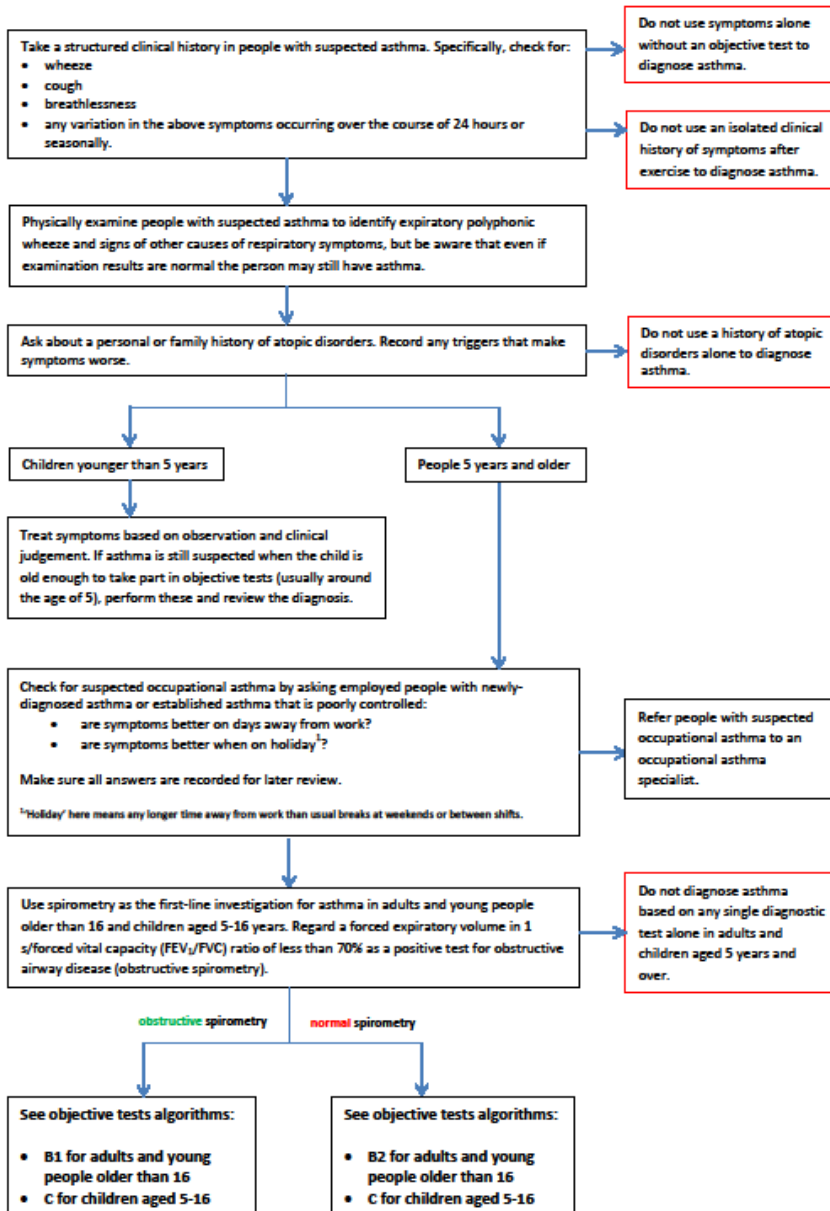 Take a structured clinical history in people with suspected asthma. Specifically, check for:
• wheeze
• cough
• breathlessness
• any variation in the above symptoms occurring over the course of 24 hours or
seasonally.
Do not use symptoms alone
without an objective test to
diagnose asthma.
Do not use an isolated clinical
history of symptoms after
exercise to diagnose asthma.
Physically examine people with suspected asthma to identify expiratory polyphonic
wheeze and signs of other causes of respiratory symptoms, but be aware that even if
examination results are normal the person may still have asthma.
Ask about a personal or family history of atopic disorders. Record any triggers that make
symptoms worse.
Do not use a history of atopic
disorders alone to diagnose
asthma.
Children younger than 5 years
People 5 years and older
Treat symptoms based on observation and clinical
judgement. If asthma is still suspected when the child is
old enough to take part in objective tests (usually around
the age of 5), perform these and review the diagnosis.
Check for suspected occupational asthma by asking employed people with newly-
diagnosed asthma or established asthma that is poorly controlled:
• are symptoms better on days away from work?
• are symptoms better when on holiday¹?
Make sure all answers are recorded for later review.
¹·'Holiday' here means any longer time away from work than usual breaks at weekends or between shifts.
Refer people with suspected
occupational asthma to an
occupational asthma
specialist.
Use spirometry as the first-line investigation for asthma in adults and young people
older than 16 and children aged 5-16 years. Regard a forced expiratory volume in 1
s/forced vital capacity (FEV₁/FVC) ratio of less than 70% as a positive test for obstructive
airway disease (obstructive spirometry).
Do not diagnose asthma
based on any single diagnostic
test alone in adults and
children aged 5 years and
over.
obstructive spirometry
normal spirometry
See objective tests algorithms:
• B1 for adults and young
people older than 16
• C for children aged 5-16
See objective tests algorithms:
• B2 for adults and young
people older than 16
• C for children aged 5-16